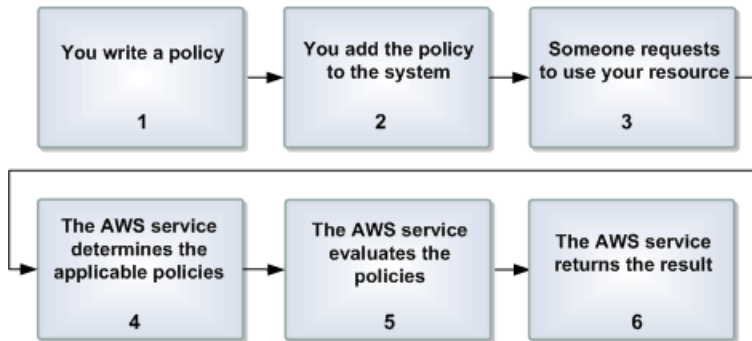 You write a policy
1
You add the policy
to the system
2
Someone requests
to use your resource
3
The AWS service
determines the
applicable policies
4
The AWS service
evaluates the
policies
5
The AWS service
returns the result
6